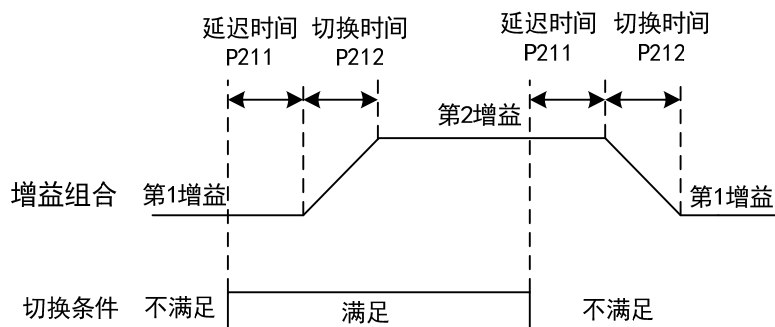 延迟时间 切换时间 延迟时间 切换时间
P211 P212 P211 P212
第2增益
增益组合 第1增益 第1增益
切换条件 不满足 满足 不满足